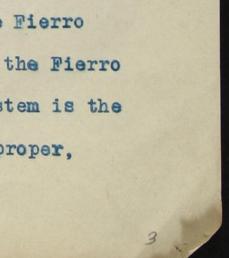 Fierro
the Fierro
stem is the
proper,
3